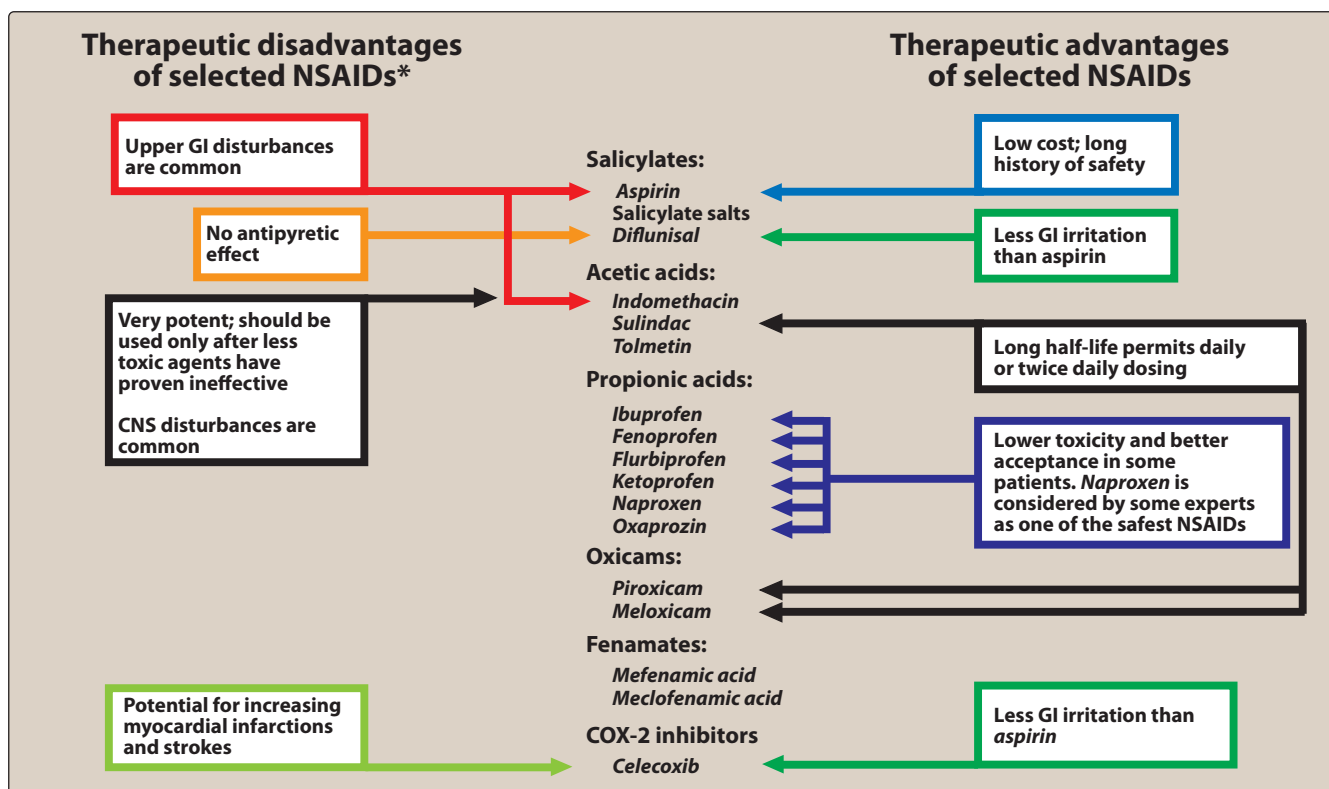 Therapeutic disadvantages
of selected NSAIDs*
Therapeutic advantages
of selected NSAIDs
Upper GI disturbances
are common
No antipyretic
effect
Very potent; should be
used only after less
toxic agents have
proven ineffective
CNS disturbances are
common
Potential for increasing
myocardial infarctions
and strokes
Salicylates:
Aspirin
Salicylate salts
Diflunisal
Acetic acids:
Indomethacin
Sulindac
Tolmetin
Propionic acids:
Ibuprofen
Fenoprofen
Flurbiprofen
Ketoprofen
Naproxen
Oxaprozin
Oxicams:
Piroxicam
Meloxicam
Fenamates:
Mefenamic acid
Meclofenamic acid
COX-2 inhibitors
Celecoxib
Low cost; long
history of safety
Less GI irritation
than aspirin
Long half-life permits daily
or twice daily dosing
Lower toxicity and better
acceptance in some
patients. Naproxen is
considered by some experts
as one of the safest NSAIDs
Less GI irritation than
aspirin